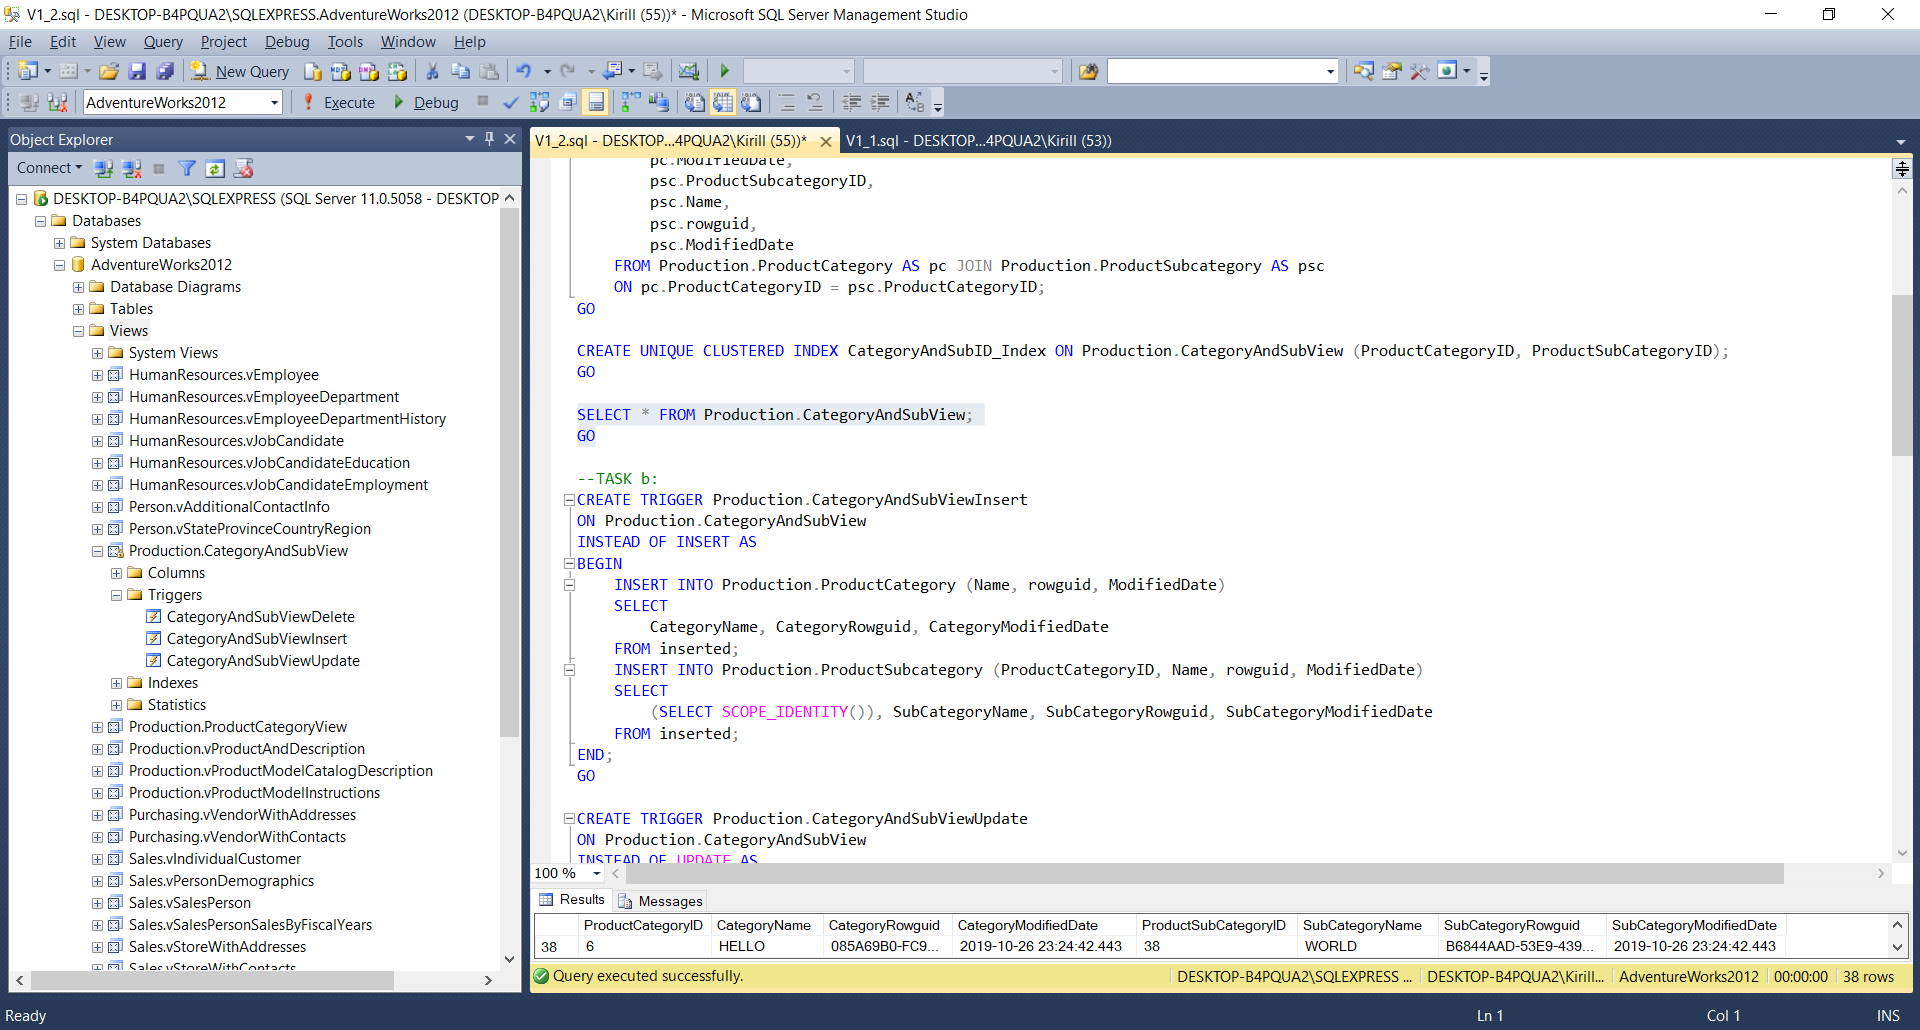 V1_2.sql - DESKTOP-B4PQUA2\SQLEXPRESS.AdventureWorks2012 (DESKTOP-B4PQUA2\Kirill (55))* - Microsoft SQL Server Management Studio
File Edit View Query Project Debug Tools Window Help
New Query
AdventureWorks2012 Execute Debug
Object Explorer
Connect
DESKTOP-B4PQUA2\SQLEXPRESS (SQL Server 11.0.5058 - DESKTOP
Databases
System Databases
AdventureWorks2012
Database Diagrams
Tables
Views
System Views
HumanResources.vEmployee
HumanResources.vEmployeeDepartment
HumanResources.vEmployeeDepartmentHistory
HumanResources.vJobCandidate
HumanResources.vJobCandidateEducation
HumanResources.vJobCandidateEmployment
Person.vAdditionalContactInfo
Person.vStateProvinceCountryRegion
Production.CategoryAndSubView
Columns
Triggers
CategoryAndSubViewDelete
CategoryAndSubViewInsert
CategoryAndSubViewUpdate
Indexes
Statistics
Production.ProductCategoryView
Production.vProductAndDescription
Production.vProductModelCatalogDescription
Production.vProductModelInstructions
Purchasing.vVendorWithAddresses
Purchasing.vVendorWithContacts
Sales.vIndividualCustomer
Sales.vPersonDemographics
Sales.vSalesPerson
Sales.vSalesPersonSalesByFiscalYears
Sales.vStoreWithAddresses
Sales.vStoreWithContacts
V1_2.sql - DESKTOP...4PQUA2\Kirill (55))* V1_1.sql - DESKTOP...4PQUA2\Kirill (53))
pc.ModifiedDate,
psc.ProductSubcategoryID,
psc.Name,
psc.rowguid,
psc.ModifiedDate
FROM Production.ProductCategory AS pc JOIN Production.ProductSubcategory AS psc
ON pc.ProductCategoryID = psc.ProductCategoryID;
GO
CREATE UNIQUE CLUSTERED INDEX CategoryAndSubID_Index ON Production.CategoryAndSubView (ProductCategoryID, ProductSubCategoryID);
GO
SELECT * FROM Production.CategoryAndSubView;
GO
--TASK b:
CREATE TRIGGER Production.CategoryAndSubViewInsert
ON Production.CategoryAndSubView
INSTEAD OF INSERT AS
BEGIN
INSERT INTO Production.ProductCategory (Name, rowguid, ModifiedDate)
SELECT
CategoryName, CategoryRowguid, CategoryModifiedDate
FROM inserted;
INSERT INTO Production.ProductSubcategory (ProductCategoryID, Name, rowguid, ModifiedDate)
SELECT
(SELECT SCOPE_IDENTITY()), SubCategoryName, SubCategoryRowguid, SubCategoryModifiedDate
FROM inserted;
END;
GO
CREATE TRIGGER Production.CategoryAndSubViewUpdate
ON Production.CategoryAndSubView
INSTEAD OF UPDATE AS
100 %
Results Messages
ProductCategoryID CategoryName CategoryRowguid CategoryModifiedDate ProductSubCategoryID SubCategoryName SubCategoryRowguid SubCategoryModifiedDate
38 6 HELLO 085A69B0-FC9... 2019-10-26 23:24:42.443 38 WORLD B6844AAD-53E9-439... 2019-10-26 23:24:42.443
Query executed successfully. DESKTOP-B4PQUA2\SQLEXPRESS ... DESKTOP-B4PQUA2\Kirill... AdventureWorks2012 00:00:00 38 rows
Ready Ln 1 Col 1 INS